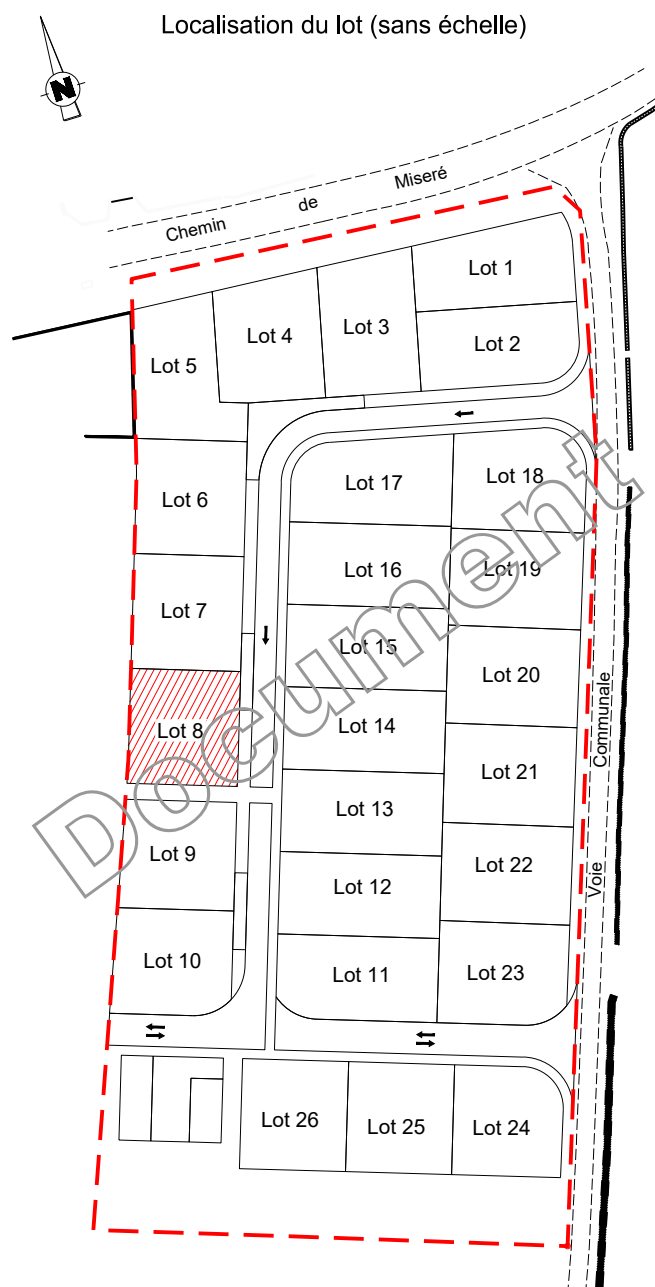 Localisation du lot (sans échelle)
N
Chemin de Miseré
Lot 1
Lot 2
Lot 3
Lot 4
Lot 5
Lot 6
Lot 7
Lot 8
Lot 9
Lot 10
Lot 17
Lot 18
Lot 16
Lot 19
Lot 15
Lot 20
Lot 14
Lot 21
Lot 13
Lot 22
Lot 12
Lot 11
Lot 23
Lot 26
Lot 25
Lot 24
Voie Communale
Document